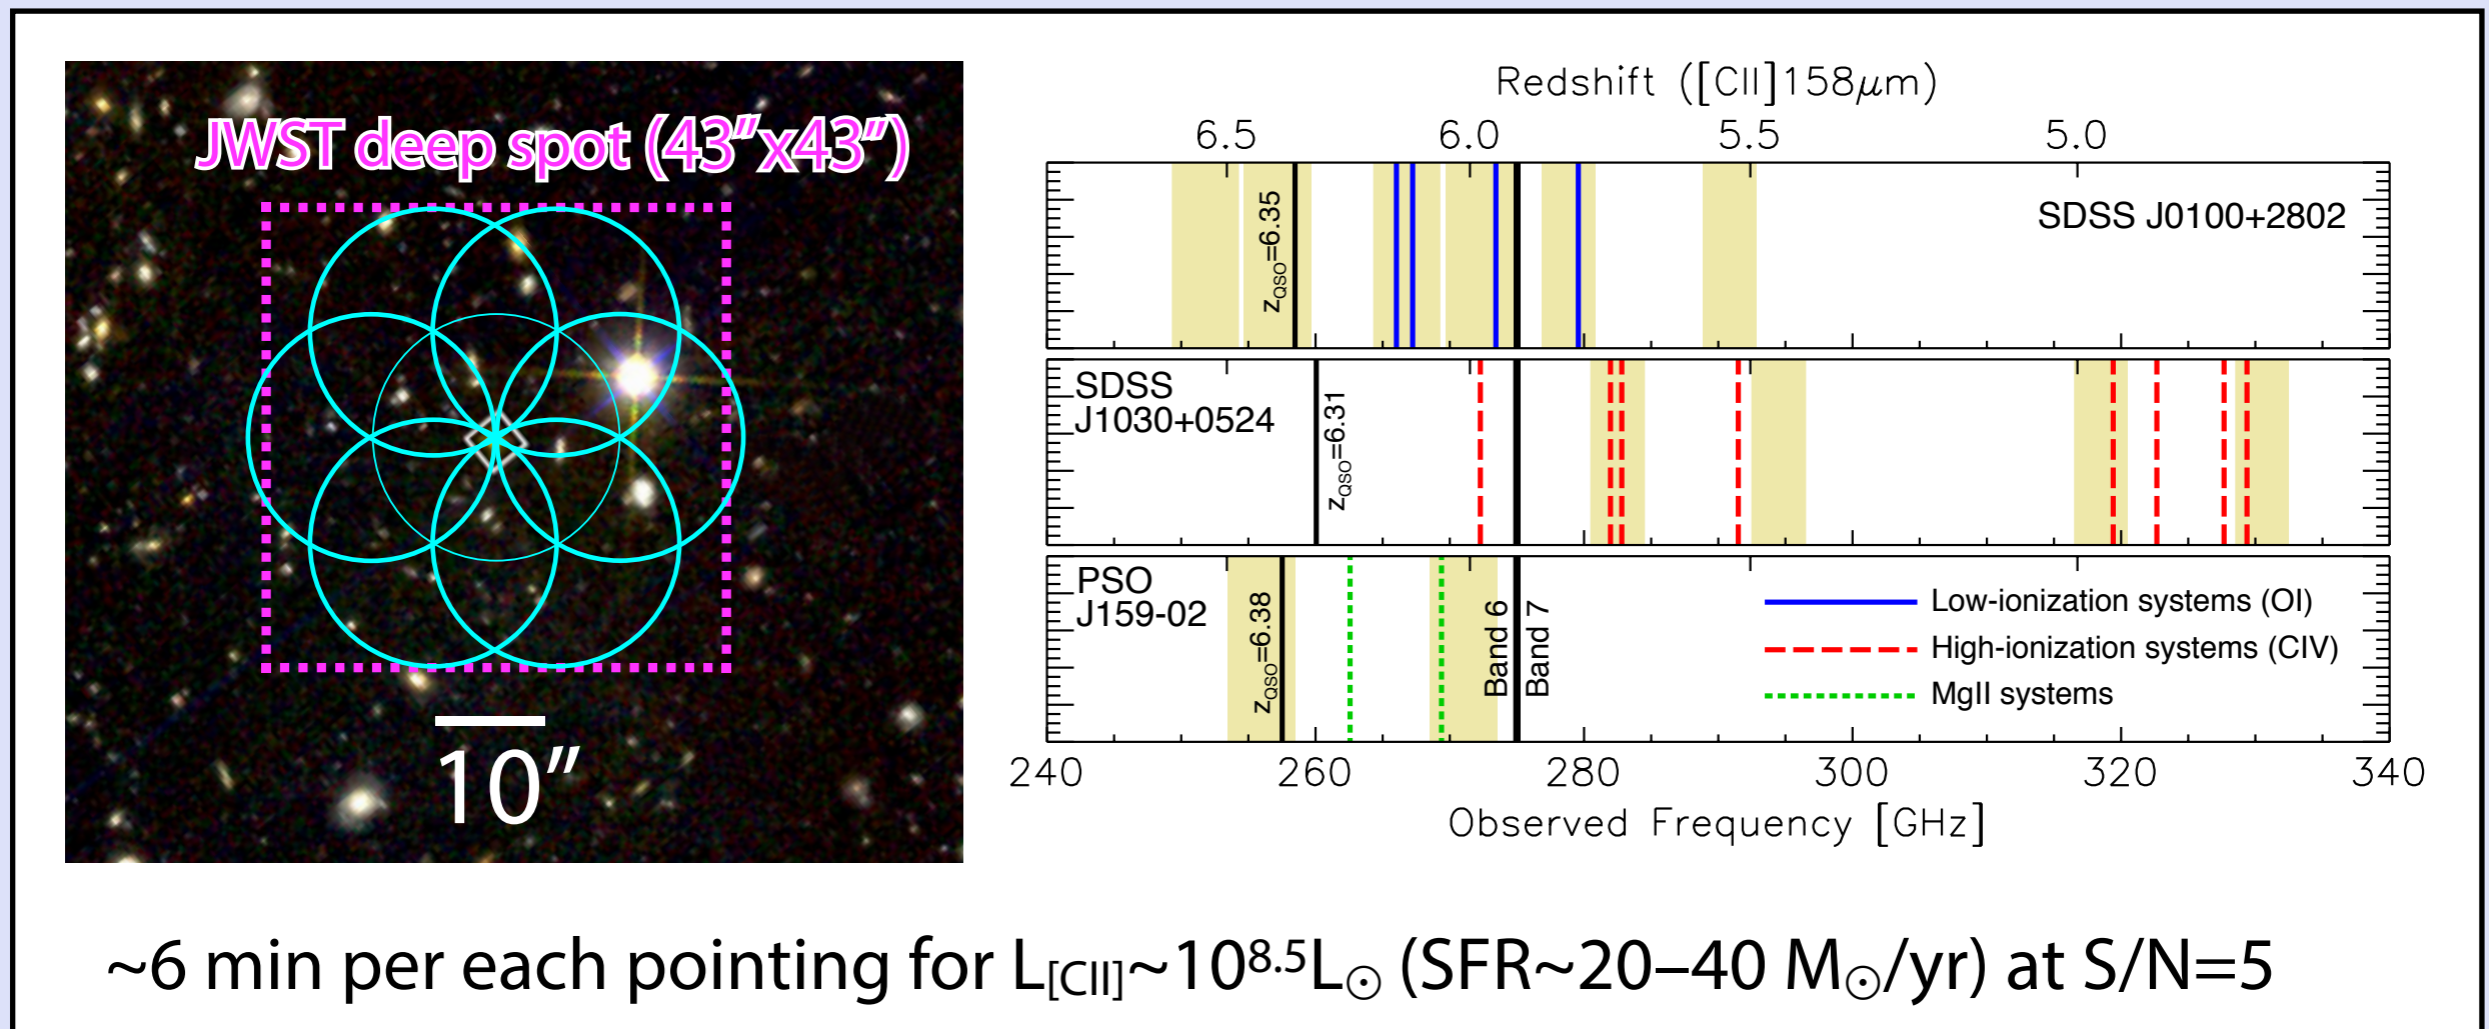 JWST deep spot (43″x43″)
10″
Redshift ([CII]158μm)
6.5 6.0 5.5 5.0
z_QSO=6.35
SDSS J0100+2802
SDSS
J1030+0524
z_QSO=6.31
PSO
J159-02
z_QSO=6.38
Band 6
Band 7
Low-ionization systems (OI)
High-ionization systems (CIV)
MgII systems
240 260 280 300 320 340
Observed Frequency [GHz]
~6 min per each pointing for L[CII]~10^8.5L⊙ (SFR~20–40 M⊙/yr) at S/N=5